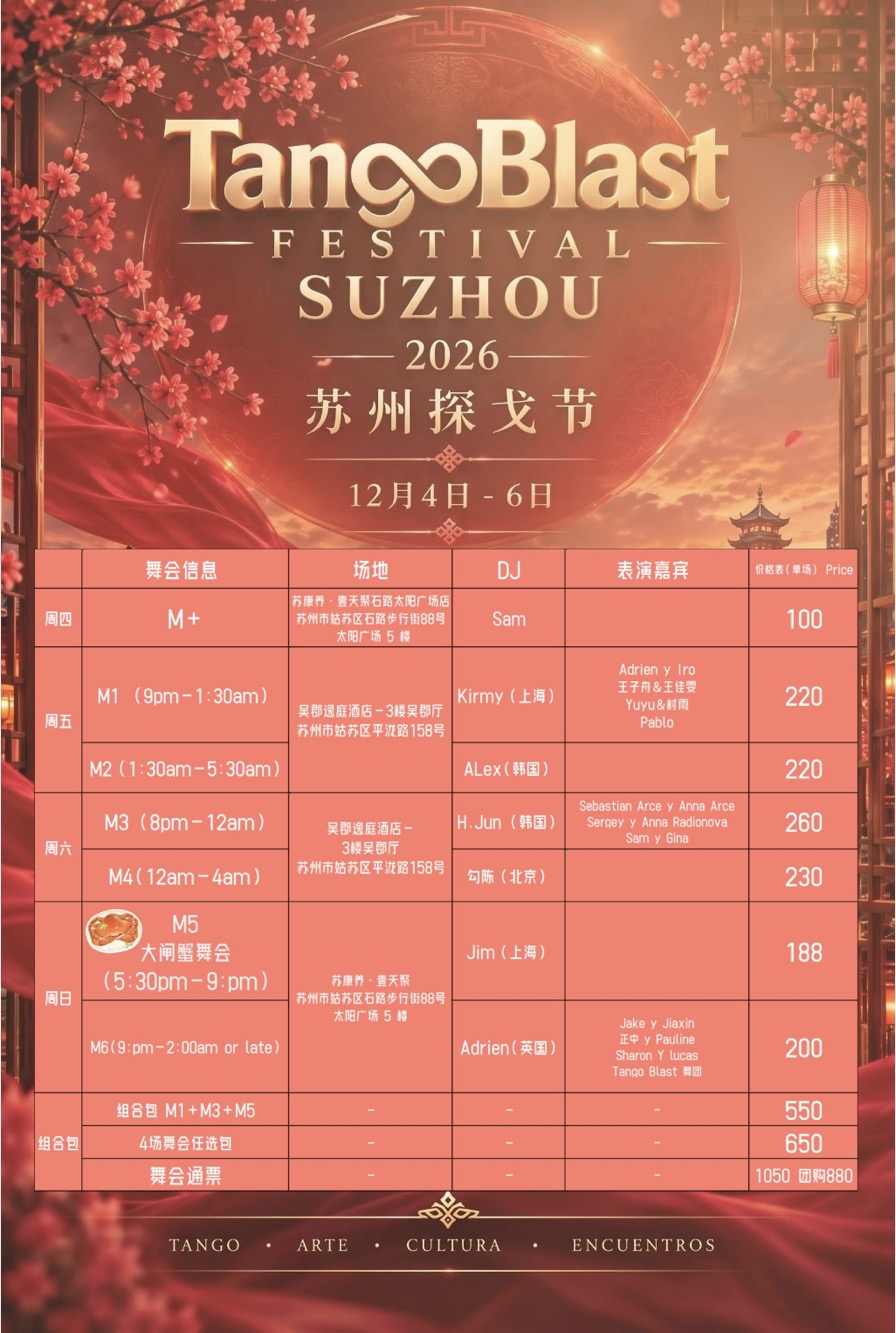 TangoBlast
FESTIVAL
SUZHOU
2026
苏州探戈节
12月4日 - 6日
舞会信息 场地 DJ 表演嘉宾 价格表(单场) Price
周四
M+
苏康养·壹天聚石路太阳广场店
苏州市姑苏区石路步行街88号
太阳广场 5 楼
Sam
100
周五
M1 (9pm-1:30am)
吴郡逸庭酒店-3楼吴郡厅
苏州市姑苏区平泷路158号
Kirmy (上海)
Adrien y Iro
王子舟&王佳雯
Yuyu&村雨
Pablo
220
M2 (1:30am-5:30am)
ALex(韩国)
220
周六
M3 (8pm-12am)
吴郡逸庭酒店-
3楼吴郡厅
苏州市姑苏区平泷路158号
H.Jun (韩国)
Sebastian Arce y Anna Arce
Sergey y Anna Radionova
Sam y Gina
260
M4(12am-4am)
勾陈 (北京)
230
周日
M5
大闸蟹舞会
(5:30pm-9:pm)
苏康养·壹天聚
苏州市姑苏区石路步行街88号
太阳广场 5 楼
Jim (上海)
188
M6(9:pm-2:00am or late)
Adrien(英国)
Jake y Jiaxin
正中 y Pauline
Sharon Y lucas
Tango Blast 舞团
200
组合包
组合包 M1+M3+M5 - - - 550
4场舞会任选包 - - - 650
舞会通票 - - - 1050 团购880
TANGO • ARTE • CULTURA • ENCUENTROS